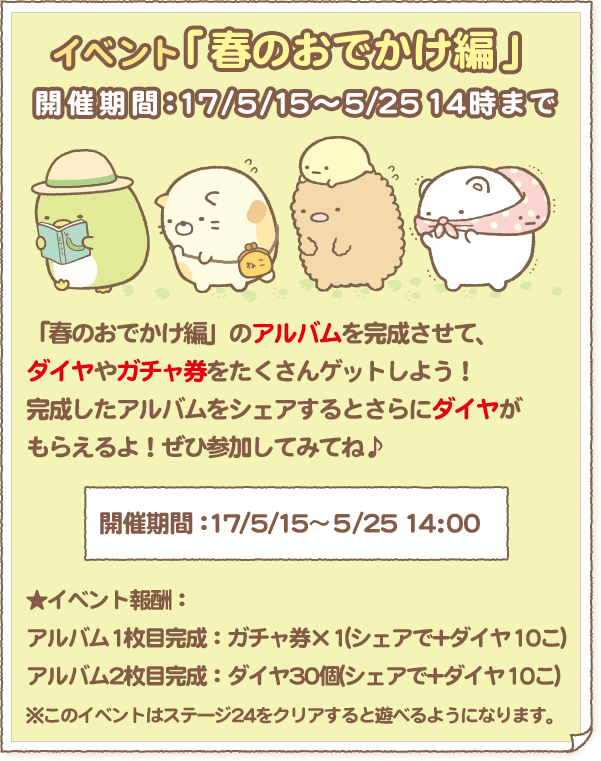 イベント「春のおでかけ編」
開催期間：17/5/15～5/25 14時まで
ねこ
「春のおでかけ編」のアルバムを完成させて、
ダイヤやガチャ券をたくさんゲットしよう！
完成したアルバムをシェアするとさらにダイヤが
もらえるよ！ぜひ参加してみてね♪
開催期間：17/5/15～5/25 14:00
★イベント報酬：
アルバム1枚目完成：ガチャ券×1(シェアで+ダイヤ10こ)
アルバム2枚目完成：ダイヤ30個(シェアで+ダイヤ10こ)
※このイベントはステージ24をクリアすると遊べるようになります。